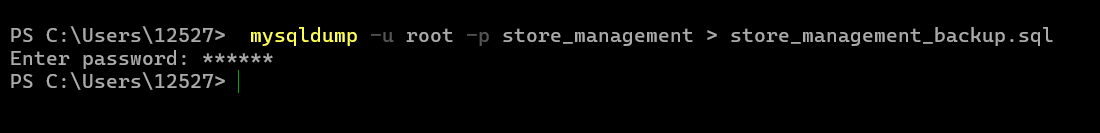 PS C:\Users\12527>  mysqldump -u root -p store_management > store_management_backup.sql
Enter password: ******
PS C:\Users\12527>